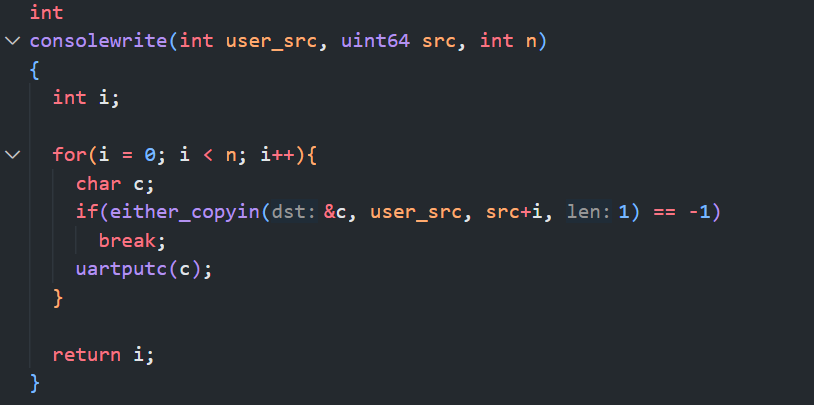 int
consolewrite(int user_src, uint64 src, int n)
{
  int i;

  for(i = 0; i < n; i++){
    char c;
    if(either_copyin(dst: &c, user_src, src+i, len: 1) == -1)
      break;
    uartputc(c);
  }

  return i;
}